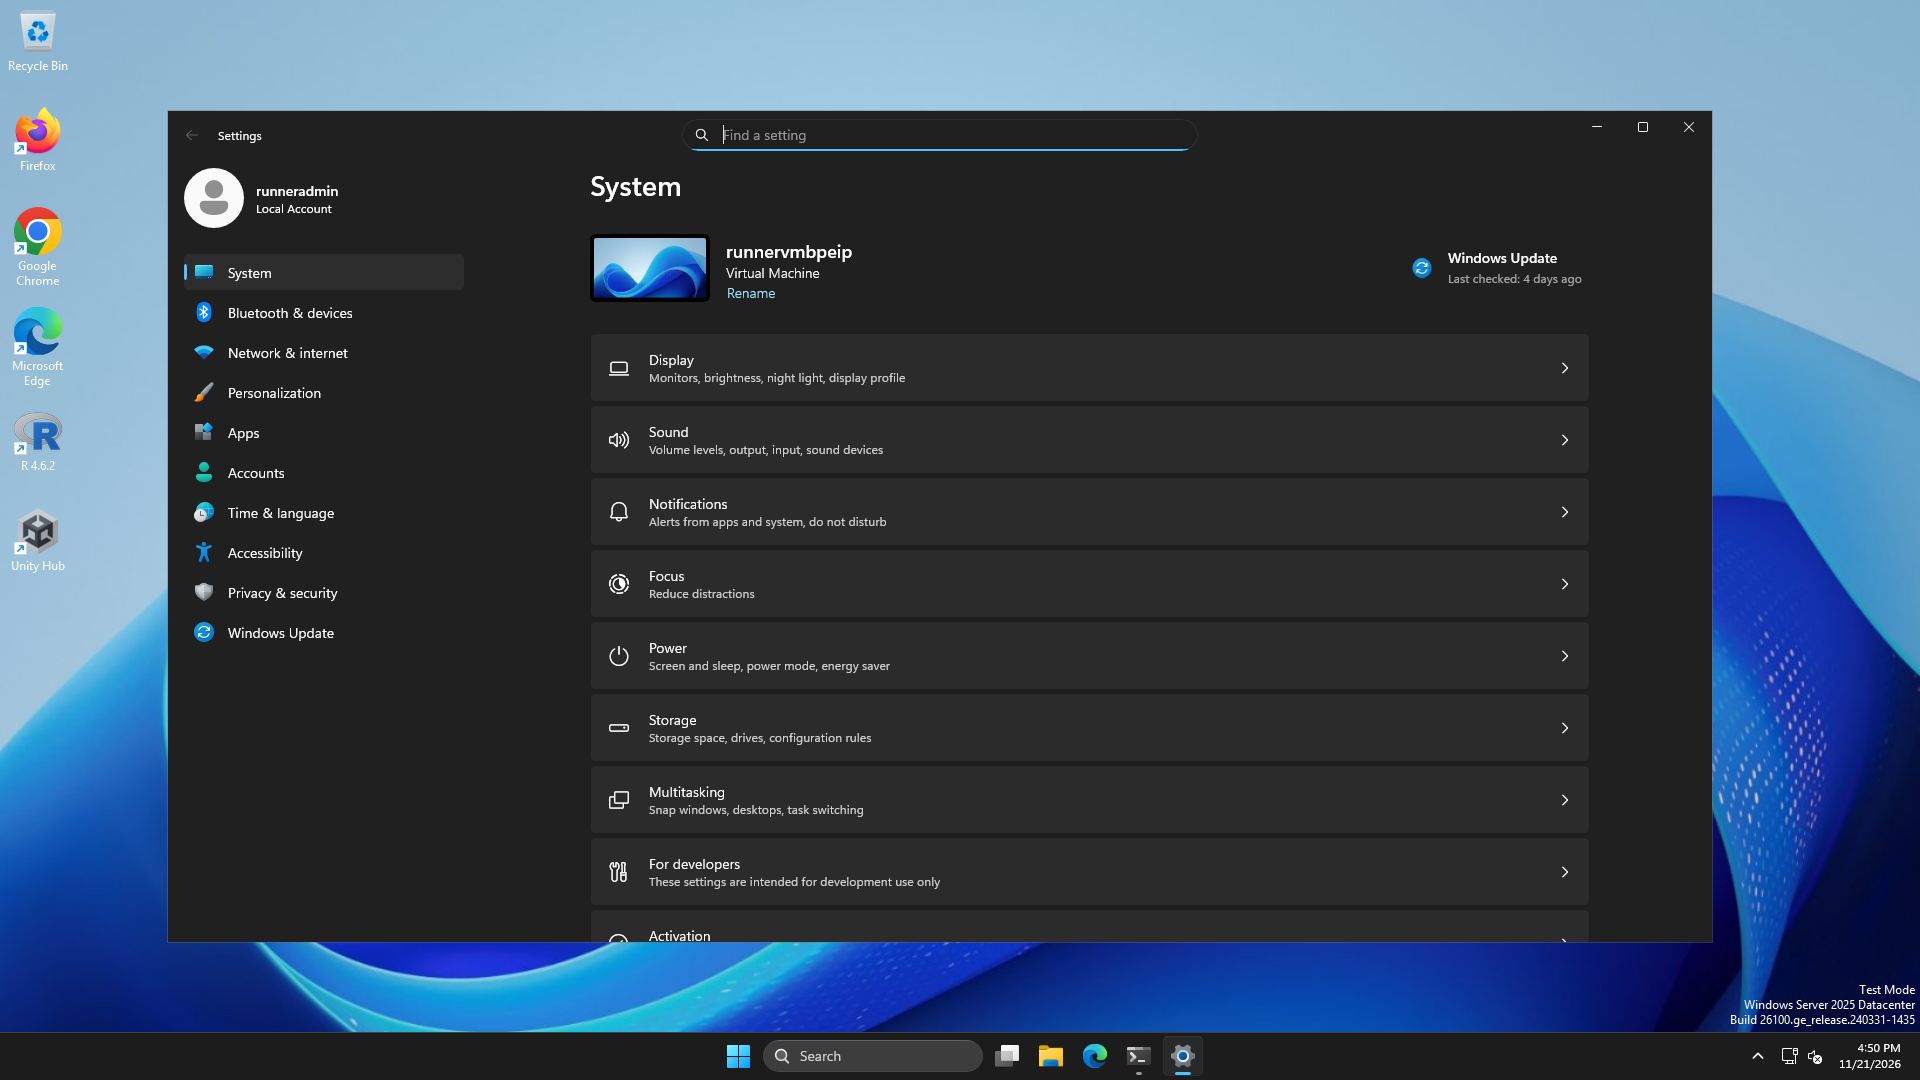 Recycle Bin
Firefox
Google
Chrome
Microsoft
Edge
R 4.6.2
Unity Hub
Settings
Find a setting
runneradmin
Local Account
System
Bluetooth & devices
Network & internet
Personalization
Apps
Accounts
Time & language
Accessibility
Privacy & security
Windows Update
System
runnervmbpeip
Virtual Machine
Rename
Windows Update
Last checked: 4 days ago
Display
Monitors, brightness, night light, display profile
Sound
Volume levels, output, input, sound devices
Notifications
Alerts from apps and system, do not disturb
Focus
Reduce distractions
Power
Screen and sleep, power mode, energy saver
Storage
Storage space, drives, configuration rules
Multitasking
Snap windows, desktops, task switching
For developers
These settings are intended for development use only
Activation
Test Mode
Windows Server 2025 Datacenter
Build 26100.ge_release.240331-1435
Search
4:50 PM
11/21/2026